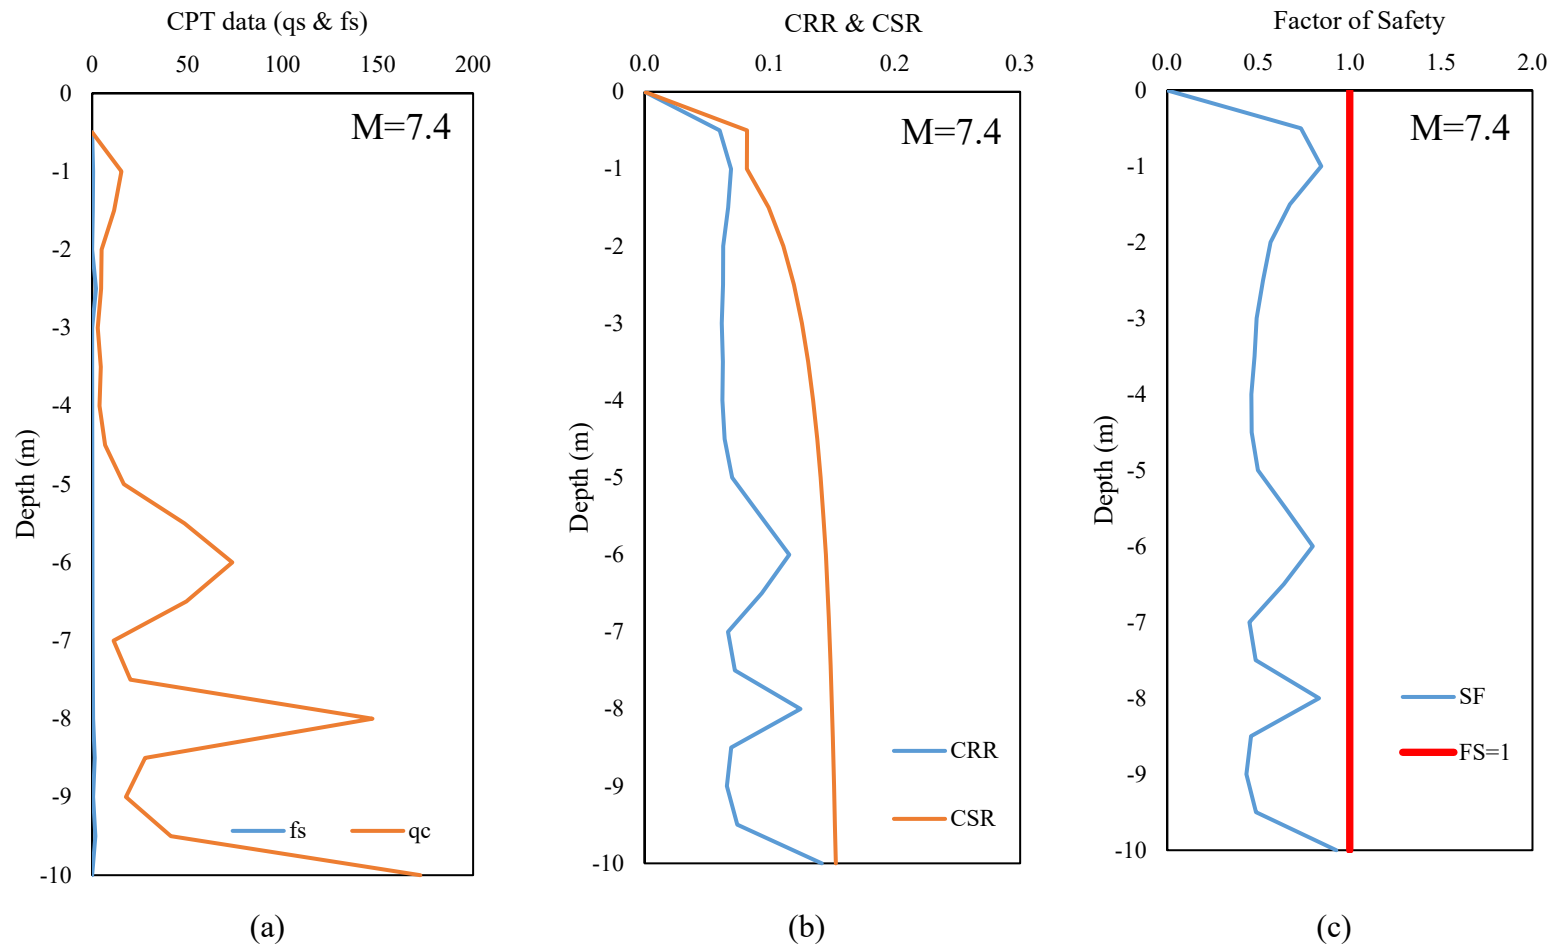 CPT data (qs & fs)
0 50 100 150 200
0
-1
-2
-3
-4
-5
-6
-7
-8
-9
-10
Depth (m)
M=7.4
fs qc
(a)
CRR & CSR
0.0 0.1 0.2 0.3
0
-1
-2
-3
-4
-5
-6
-7
-8
-9
-10
Depth (m)
M=7.4
CRR
CSR
(b)
Factor of Safety
0.0 0.5 1.0 1.5 2.0
0
-1
-2
-3
-4
-5
-6
-7
-8
-9
-10
Depth (m)
M=7.4
SF
FS=1
(c)